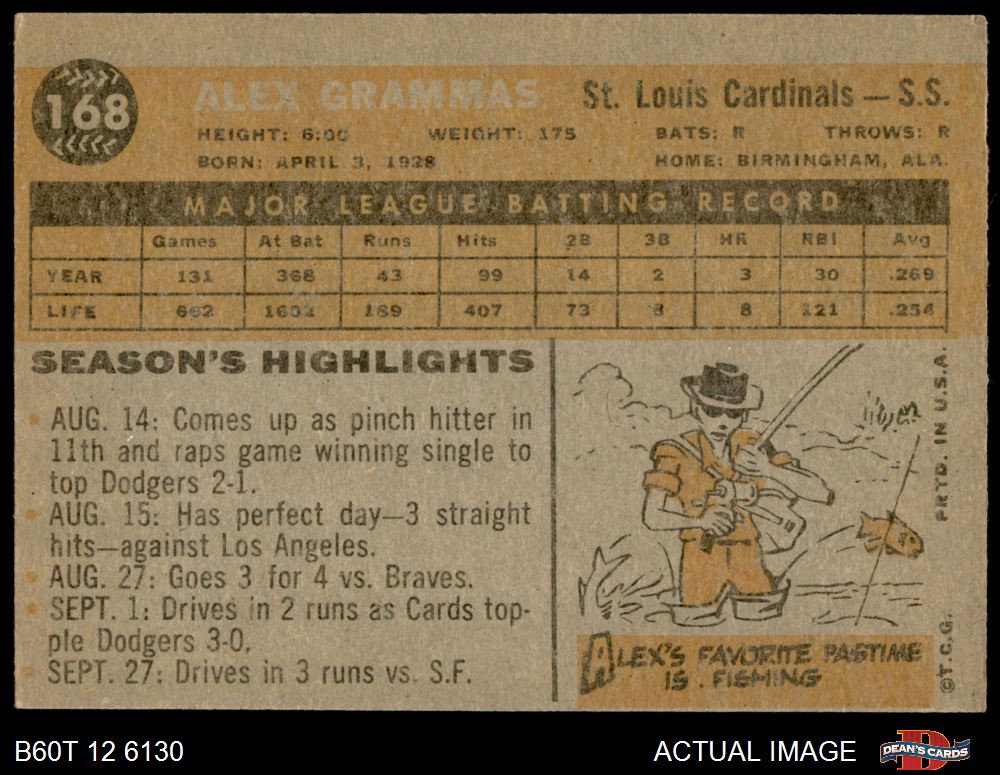 168
ALEX GRAMMAS St. Louis Cardinals — S.S.
HEIGHT: 6:00 WEIGHT: 175 BATS: R THROWS: R
BORN: APRIL 3, 1928 HOME: BIRMINGHAM, ALA.
MAJOR LEAGUE BATTING RECORD
Games At Bat Runs Hits 2B 3B HR RBI Avg
YEAR 131 368 43 99 14 2 3 30 .269
LIFE 662 1602 189 407 73 8 8 121 .254
SEASON'S HIGHLIGHTS
• AUG. 14: Comes up as pinch hitter in
11th and raps game winning single to
top Dodgers 2-1.
• AUG. 15: Has perfect day—3 straight
hits—against Los Angeles.
• AUG. 27: Goes 3 for 4 vs. Braves.
• SEPT. 1: Drives in 2 runs as Cards top-
ple Dodgers 3-0.
• SEPT. 27: Drives in 3 runs vs. S.F.
ALEX'S FAVORITE PASTIME
IS . FISHING
©T.C.G. PRTD. IN U.S.A.
B60T 12 6130 ACTUAL IMAGE DEAN'S CARDS